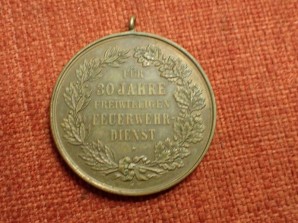 FÜR
30 JAHRE
FREIWILLIGEN
FEUERWEHR-
DIENST